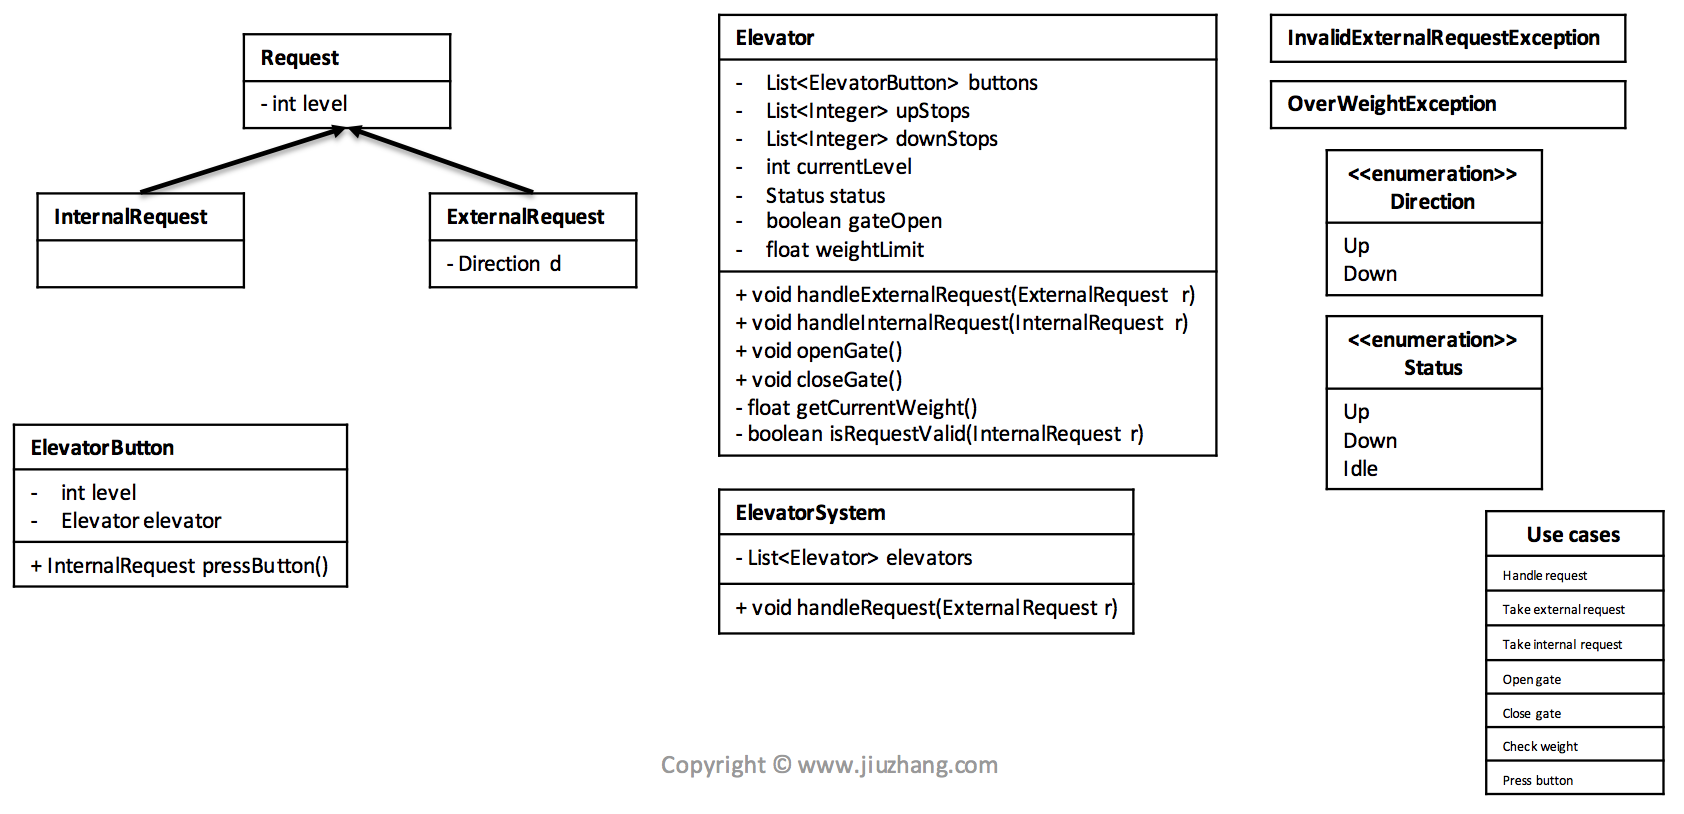 Request
- int level
InternalRequest
ExternalRequest
- Direction d
ElevatorButton
- int level
- Elevator elevator
+ InternalRequest pressButton()
Elevator
- List<ElevatorButton> buttons
- List<Integer> upStops
- List<Integer> downStops
- int currentLevel
- Status status
- boolean gateOpen
- float weightLimit
+ void handleExternalRequest(ExternalRequest r)
+ void handleInternalRequest(InternalRequest r)
+ void openGate()
+ void closeGate()
- float getCurrentWeight()
- boolean isRequestValid(InternalRequest r)
ElevatorSystem
- List<Elevator> elevators
+ void handleRequest(ExternalRequest r)
InvalidExternalRequestException
OverWeightException
<<enumeration>>
Direction
Up
Down
<<enumeration>>
Status
Up
Down
Idle
Use cases
Handle request
Take external request
Take internal request
Open gate
Close gate
Check weight
Press button
Copyright © www.jiuzhang.com